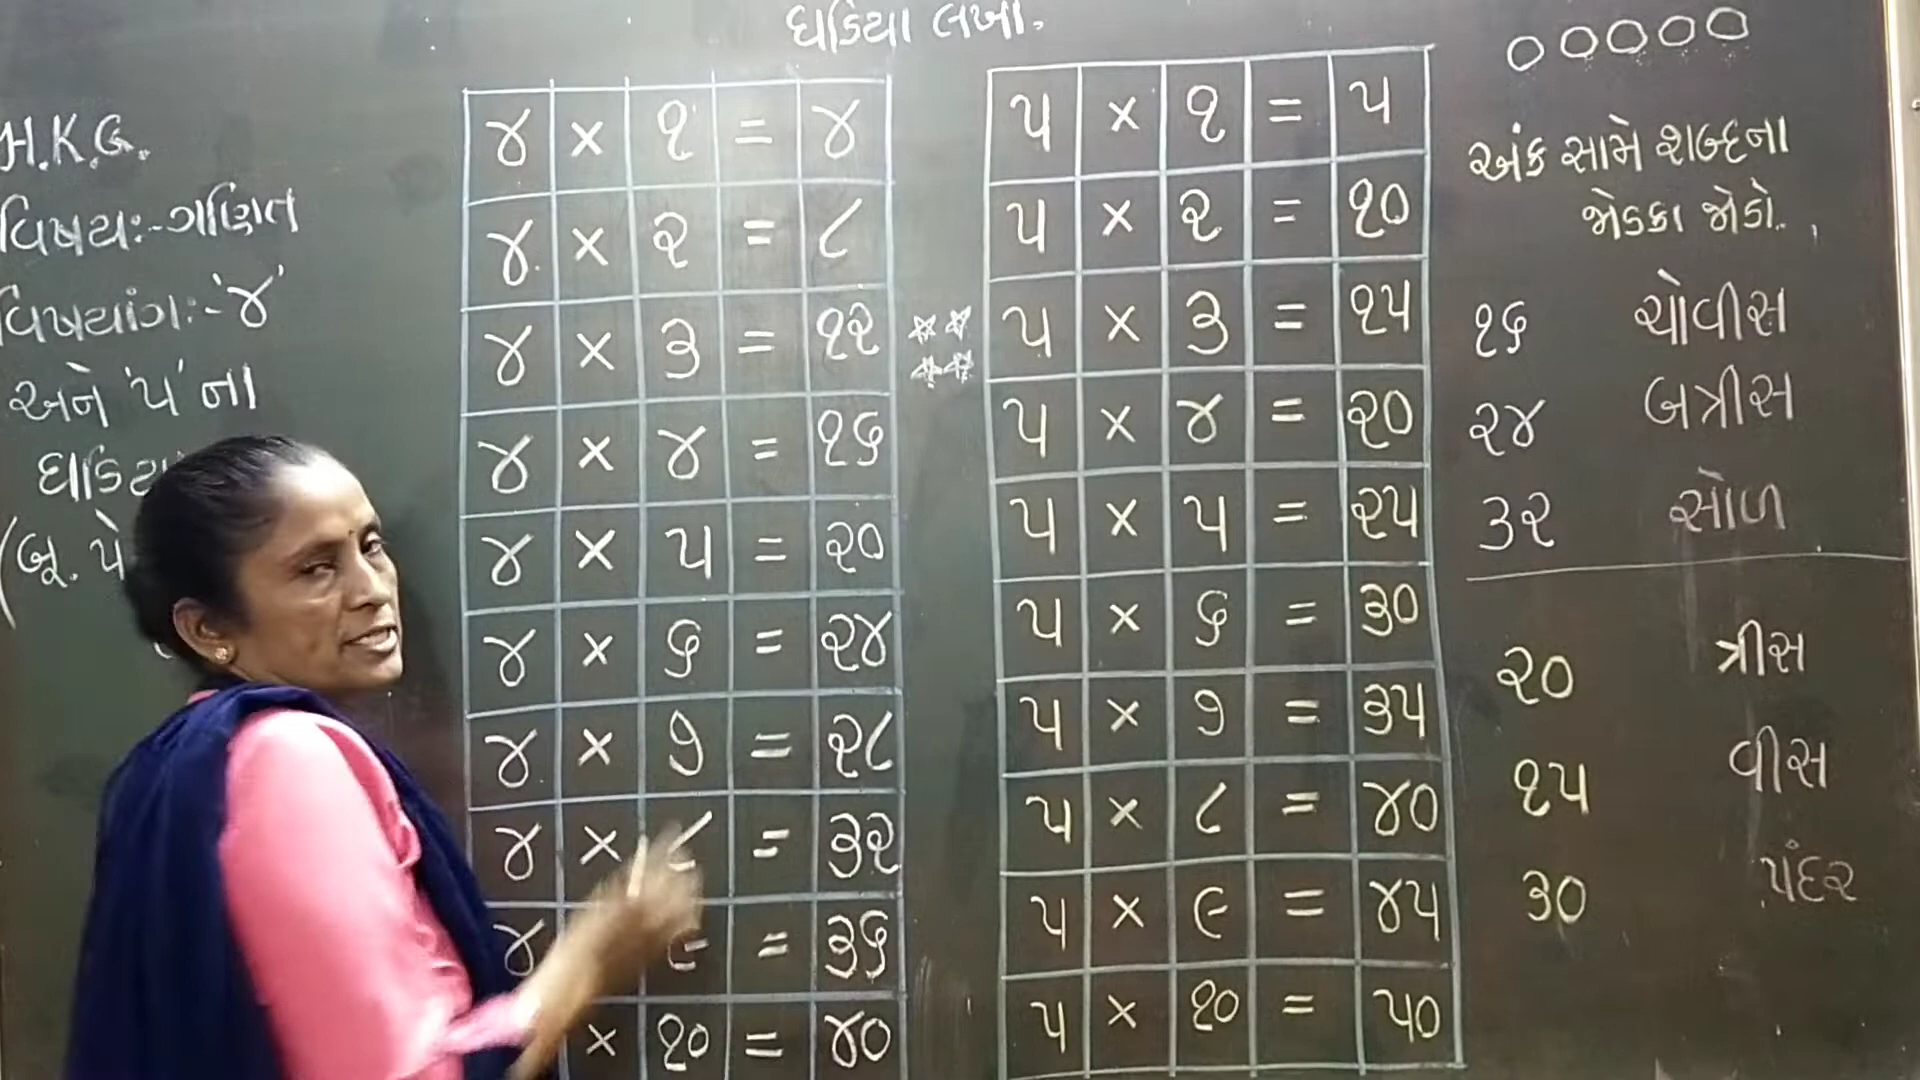 ઘડિયા લખો.
H.K.G.
વિષય:-ગણિત
વિષયાંગ:-'૪'
અને 'પ' ના
(બૂ. પે
૪ × ૧ = ૪
૪ × ૨ = ૮
૪ × ૩ = ૧૨
૪ × ૪ = ૧૬
૪ × ૫ = ૨૦
૪ × ૬ = ૨૪
૪ × ૭ = ૨૮
૪ × ૮ = ૩૨
૪ ૯ = ૩૬
× ૧૦ = ૪૦
૫ × ૧ = ૫
૫ × ૨ = ૧૦
૫ × ૩ = ૧૫
૫ × ૪ = ૨૦
૫ × ૫ = ૨૫
૫ × ૬ = ૩૦
૫ × ૭ = ૩૫
૫ × ૮ = ૪૦
૫ × ૯ = ૪૫
૫ × ૧૦ = ૫૦
અંક સામે શબ્દના
જોડકા જોડો.
૧૬ ચોવીસ
૨૪ બત્રીસ
૩૨ સોળ
૨૦ ત્રીસ
૧૫ વીસ
૩૦ પંદર